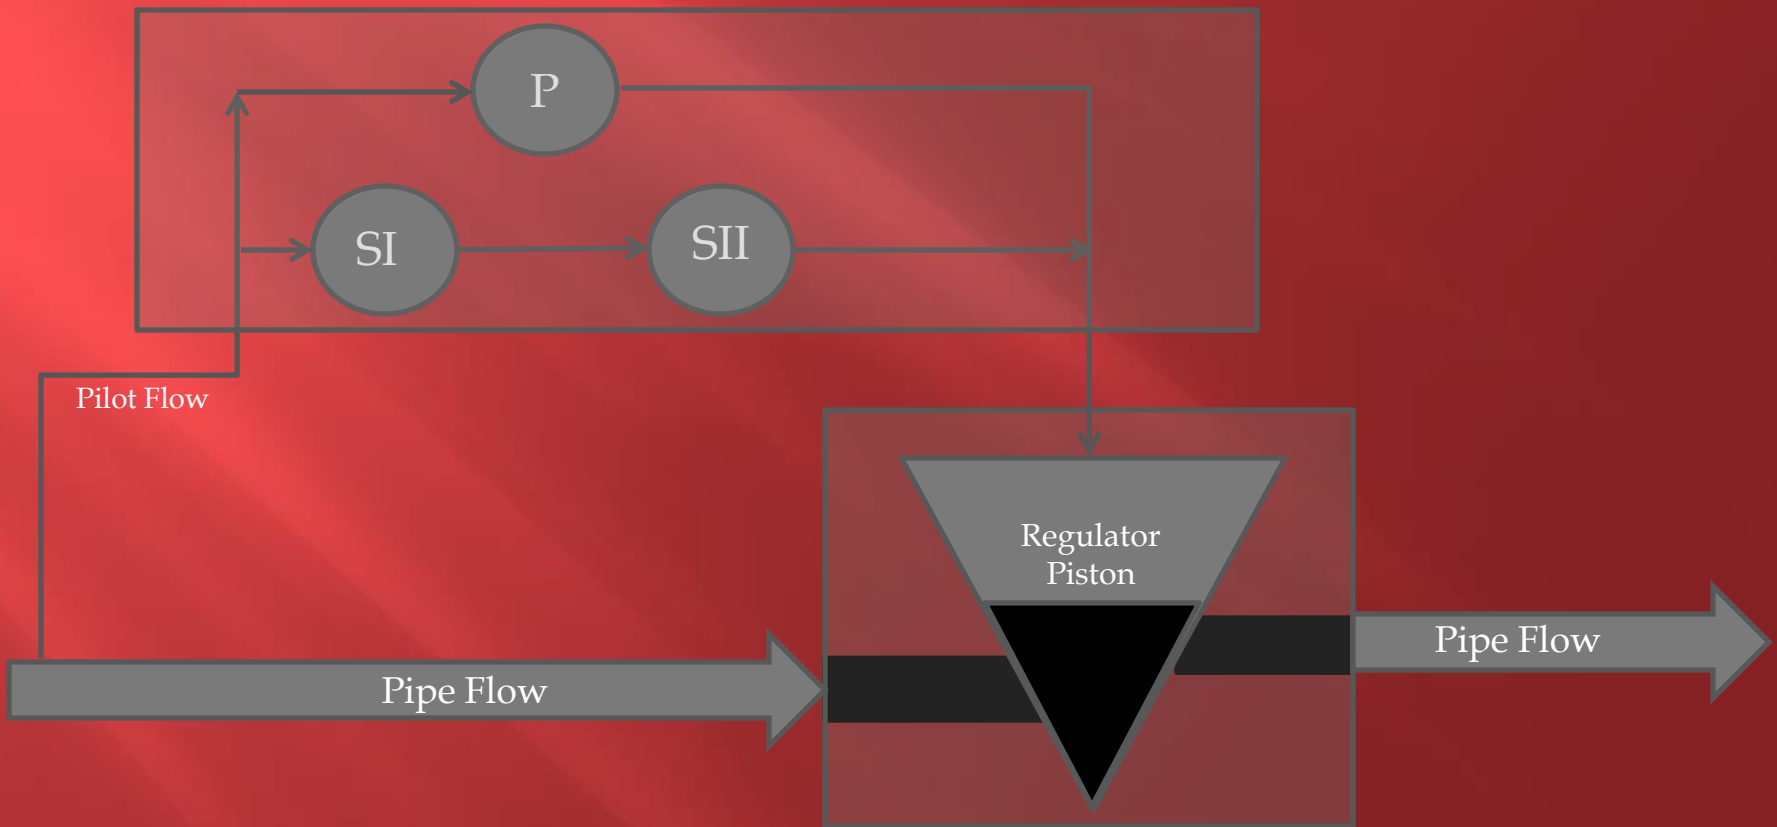 P
SI
SII
Pilot Flow
Regulator
Piston
Pipe Flow
Pipe Flow